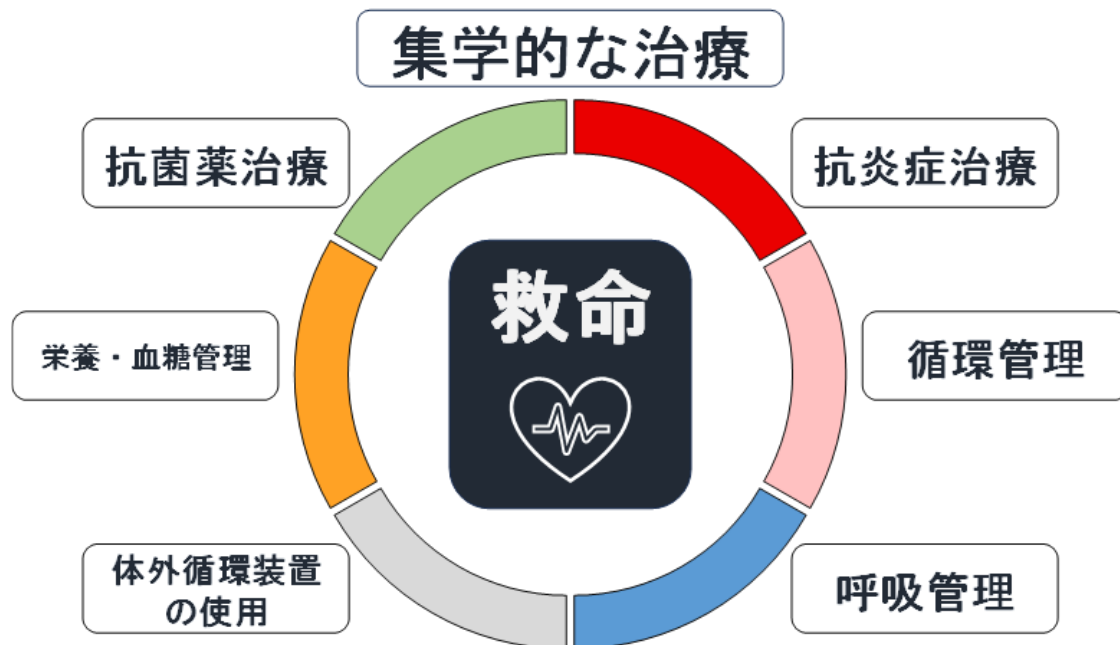 集学的な治療
抗菌薬治療
抗炎症治療
救命
栄養・血糖管理
循環管理
体外循環装置
の使用
呼吸管理